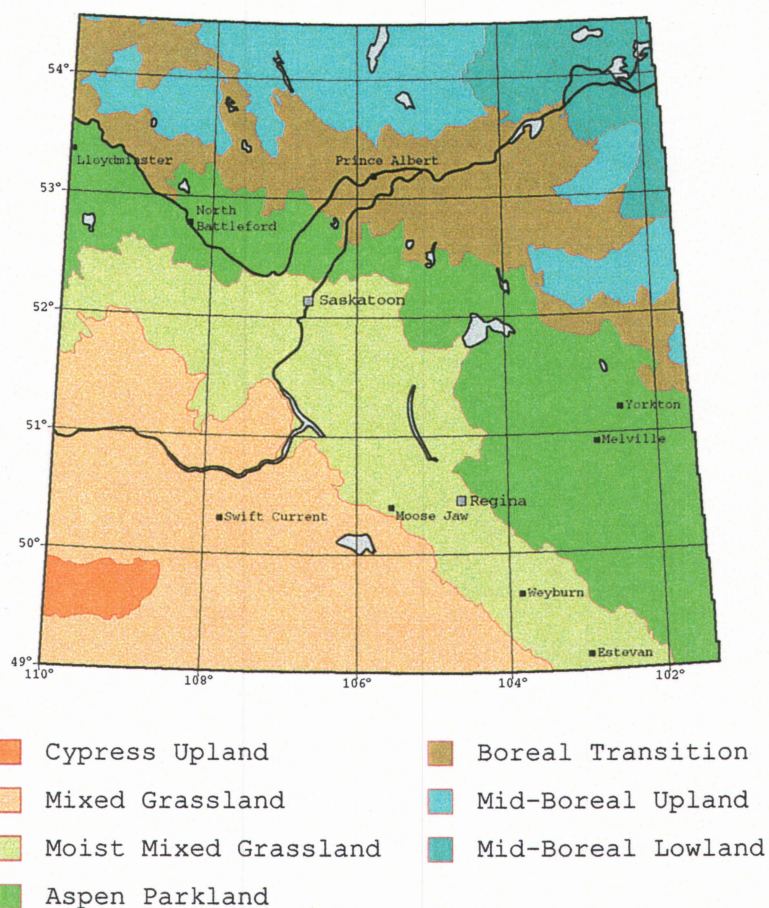 54°
Lloydminster
Prince Albert
53°
North
Battleford
52°
Saskatoon
Yorkton
51°
Melville
Regina
Swift Current
Moose Jaw
50°
Weyburn
Estevan
49°
110°
108°
106°
104°
102°
Cypress Upland
Boreal Transition
Mixed Grassland
Mid-Boreal Upland
Moist Mixed Grassland
Mid-Boreal Lowland
Aspen Parkland